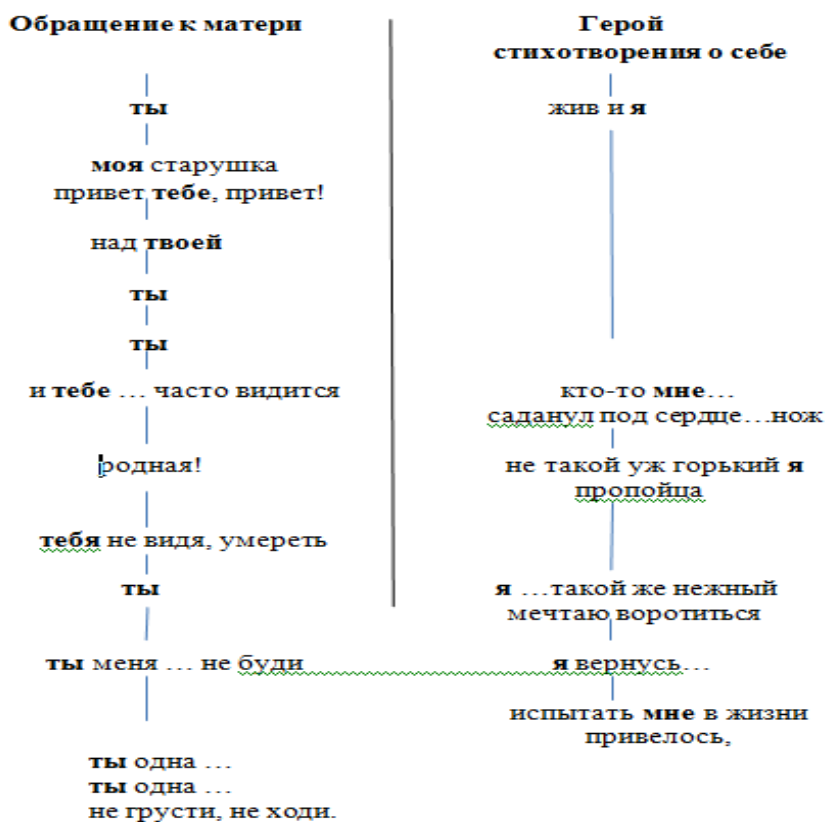 Обращение к матери
ты
моя старушка
привет тебе, привет!
над твоей
ты
ты
и тебе … часто видится
родная!
тебя не видя, умереть
ты
ты меня … не буди
ты одна …
ты одна …
не грусти, не ходи.
Герой
стихотворения о себе
жив и я
кто-то мне…
саданул под сердце…нож
не такой уж горький я
пропойца
я …такой же нежный
мечтаю воротиться
я вернусь…
испытать мне в жизни
привелось,